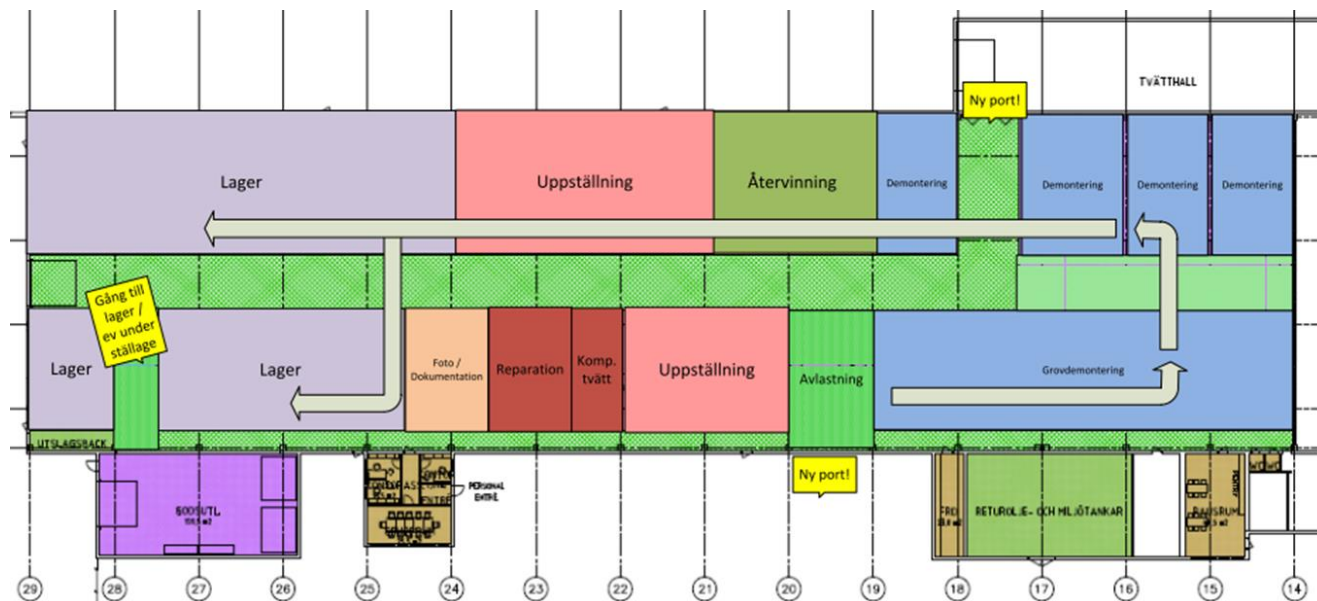 TVÄTTHALL
Ny port!
Lager
Uppställning
Återvinning
Demontering
Demontering
Demontering
Demontering
Gång till
lager /
ev under
ställage
Lager
Lager
Foto /
Dokumentation
Reparation
Komp.
tvätt
Uppställning
Avlastning
Grovdemontering
UTSLAGSBACK
Ny port!
PERSONAL
ENTRÉ
ENTRE
RETUROLJE- OCH MILJÖTANKAR
29
28
27
26
25
24
23
22
21
20
19
18
17
16
15
14